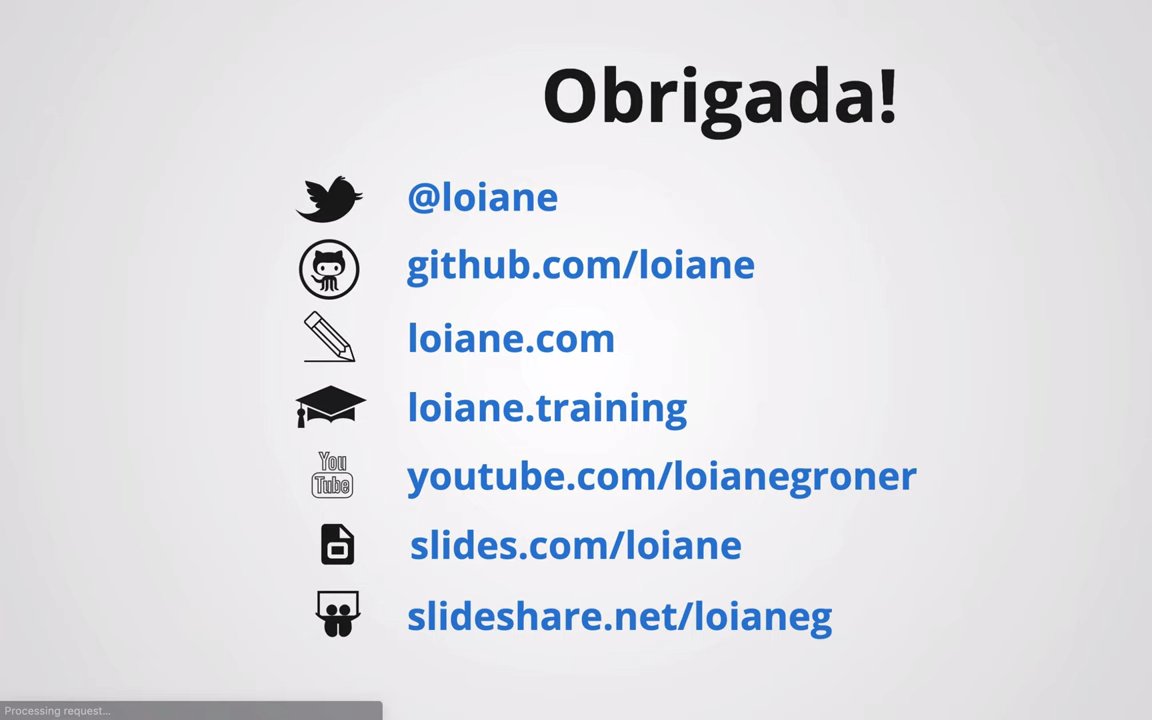 Obrigada!
@loiane
github.com/loiane
loiane.com
loiane.training
You
Tube
youtube.com/loianegroner
slides.com/loiane
slideshare.net/loianeg
Processing request...